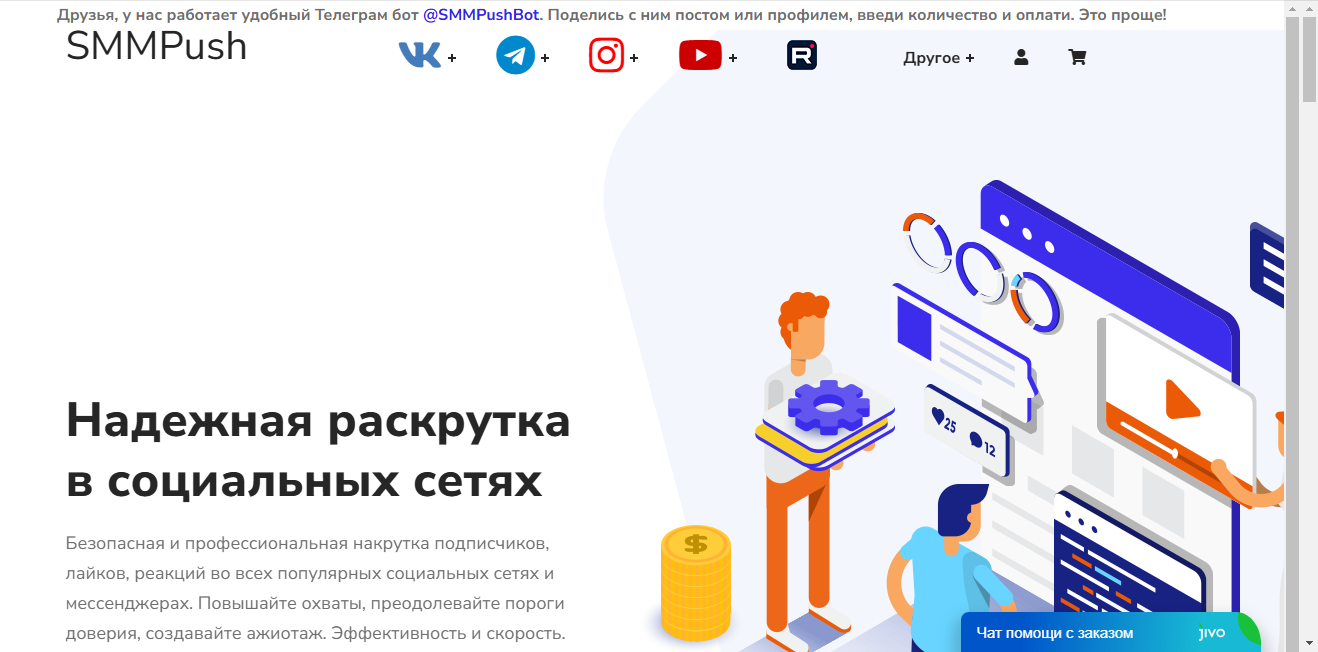 Друзья, у нас работает удобный Телеграм бот @SMMPushBot. Поделись с ним постом или профилем, введи количество и оплати. Это проще!
SMMPush
+ + + + R Другое +
25
12
Надежная раскрутка
в социальных сетях
$
Безопасная и профессиональная накрутка подписчиков,
лайков, реакций во всех популярных социальных сетях и
мессенджерах. Повышайте охваты, преодолевайте пороги
доверия, создавайте ажиотаж. Эффективность и скорость.
Чат помощи с заказом jivo